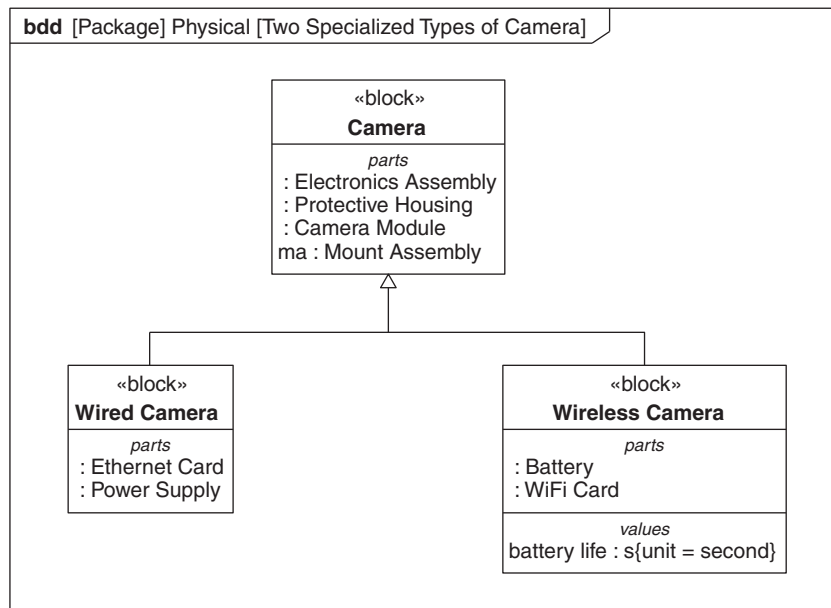 bdd [Package] Physical [Two Specialized Types of Camera]
«block»
Camera
parts
: Electronics Assembly
: Protective Housing
: Camera Module
ma : Mount Assembly
«block»
Wired Camera
parts
: Ethernet Card
: Power Supply
«block»
Wireless Camera
parts
: Battery
: WiFi Card
values
battery life : s{unit = second}